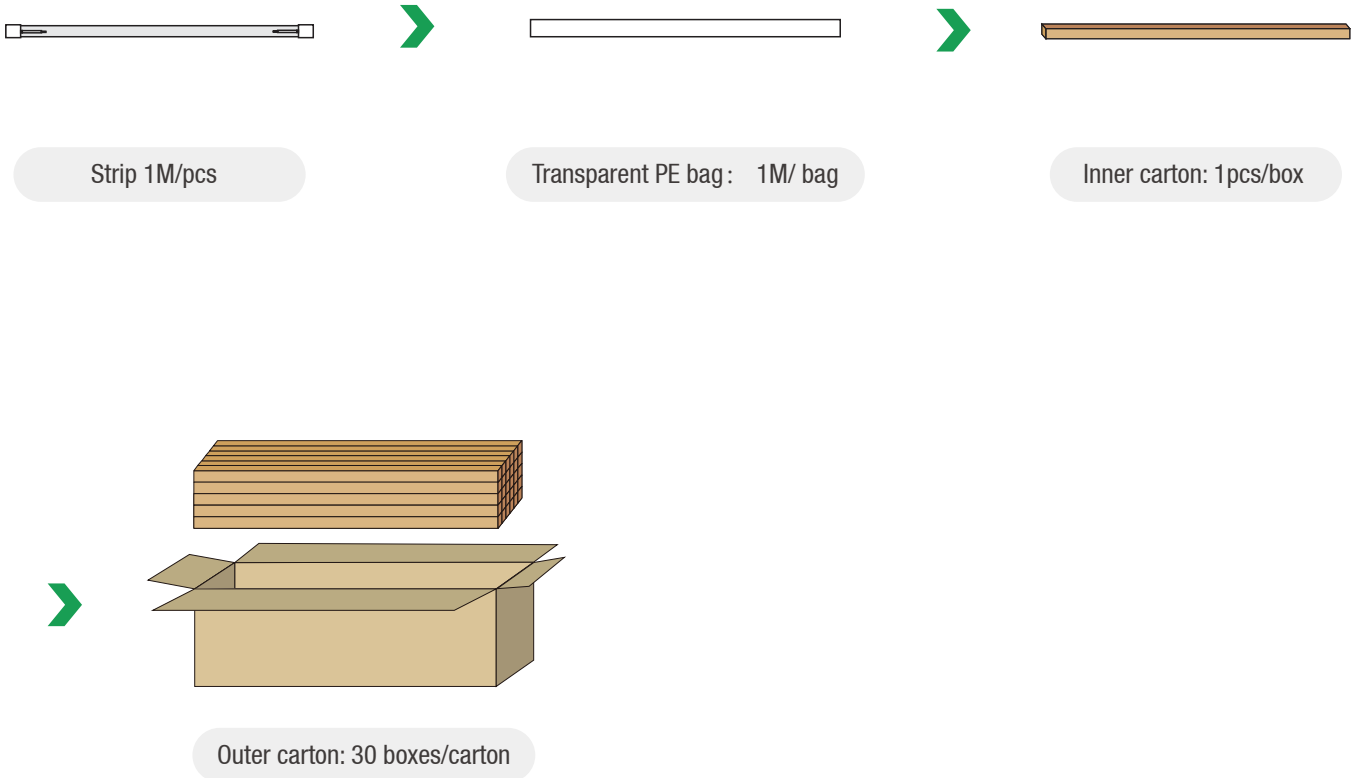 Strip 1M/pcs
Transparent PE bag： 1M/ bag
Inner carton: 1pcs/box
Outer carton: 30 boxes/carton